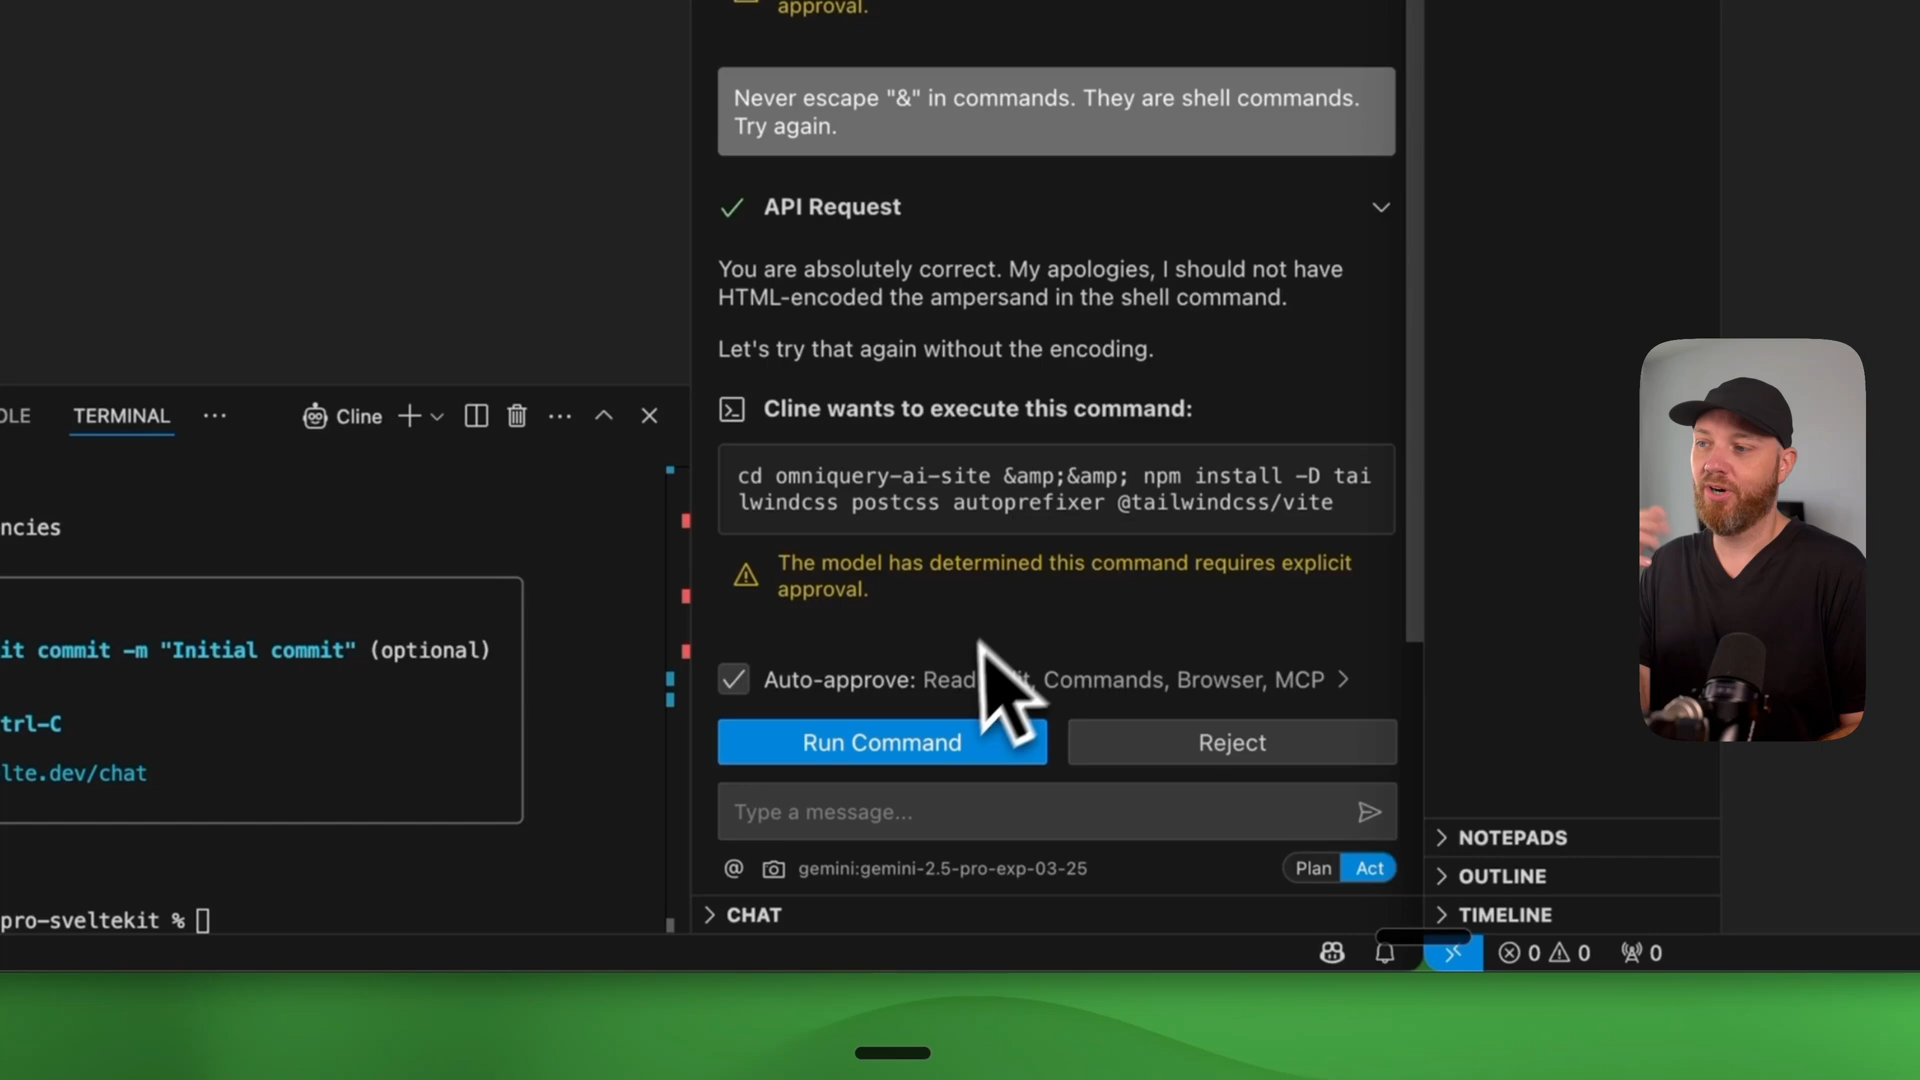 approval.
Never escape "&" in commands. They are shell commands.
Try again.
API Request
You are absolutely correct. My apologies, I should not have
HTML-encoded the ampersand in the shell command.
Let's try that again without the encoding.
OLE
TERMINAL
Cline
Cline wants to execute this command:
cd omniquery-ai-site &amp;&amp; npm install -D tai
lwindcss postcss autoprefixer @tailwindcss/vite
ncies
The model has determined this command requires explicit
approval.
it commit -m "Initial commit" (optional)
Auto-approve: Read, Commands, Browser, MCP
trl-C
Run Command
Reject
lte.dev/chat
Type a message...
NOTEPADS
gemini:gemini-2.5-pro-exp-03-25
Plan
Act
OUTLINE
pro-sveltekit %
CHAT
TIMELINE
0
0
0